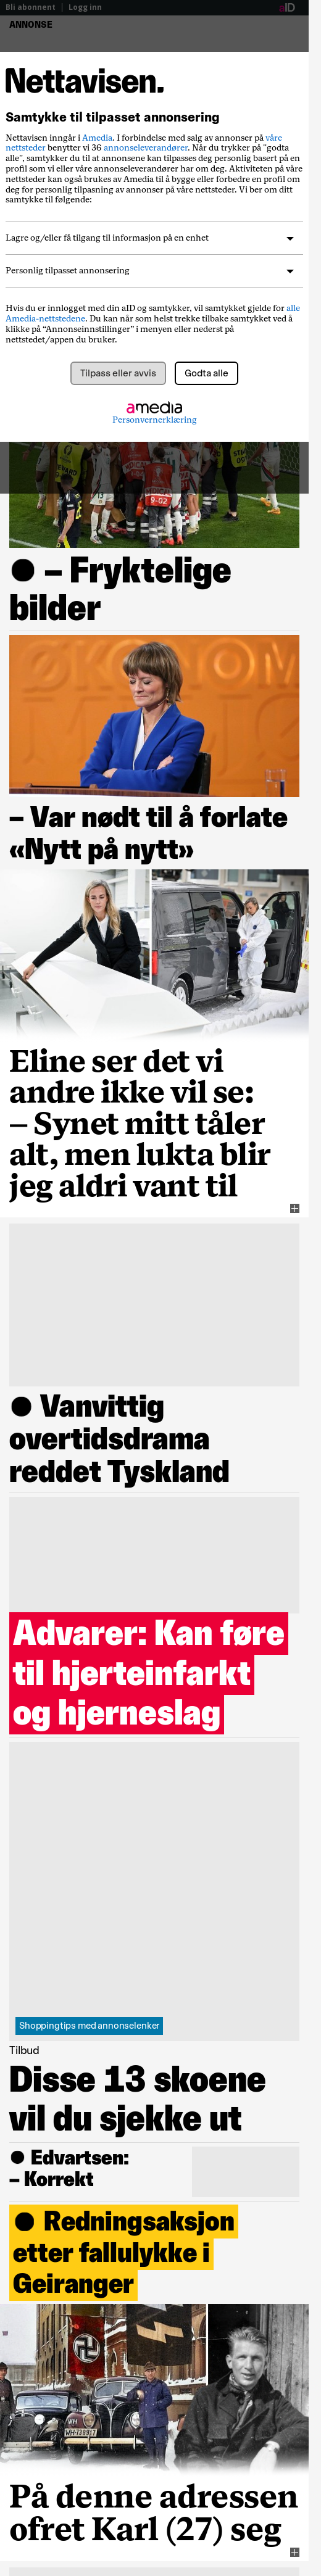 Bli abonnent | Logg inn
aID
ANNONSE
Nettavisen.
Samtykke til tilpasset annonsering
Nettavisen inngår i Amedia. I forbindelse med salg av annonser på våre
nettsteder benytter vi 36 annonseleverandører. Når du trykker på "godta
alle", samtykker du til at annonsene kan tilpasses deg personlig basert på en
profil som vi eller våre annonseleverandører har om deg. Aktiviteten på våre
nettsteder kan også brukes av Amedia til å bygge eller forbedre en profil om
deg for personlig tilpasning av annonser på våre nettsteder. Vi ber om ditt
samtykke til følgende:
Lagre og/eller få tilgang til informasjon på en enhet
Personlig tilpasset annonsering
Hvis du er innlogget med din aID og samtykker, vil samtykket gjelde for alle
Amedia-nettstedene. Du kan når som helst trekke tilbake samtykket ved å
klikke på “Annonseinnstillinger” i menyen eller nederst på
nettstedet/appen du bruker.
Tilpass eller avvis
Godta alle
amedia
Personvernerklæring
9-02
– Fryktelige
bilder
– Var nødt til å forlate
«Nytt på nytt»
Eline ser det vi
andre ikke vil se:
– Synet mitt tåler
alt, men lukta blir
jeg aldri vant til
Vanvittig
overtidsdrama
reddet Tyskland
Advarer: Kan føre
til hjerteinfarkt
og hjerneslag
Shoppingtips med annonselenker
Tilbud
Disse 13 skoene
vil du sjekke ut
Edvartsen:
– Korrekt
Redningsaksjon
etter fallulykke i
Geiranger
På denne adressen
ofret Karl (27) seg